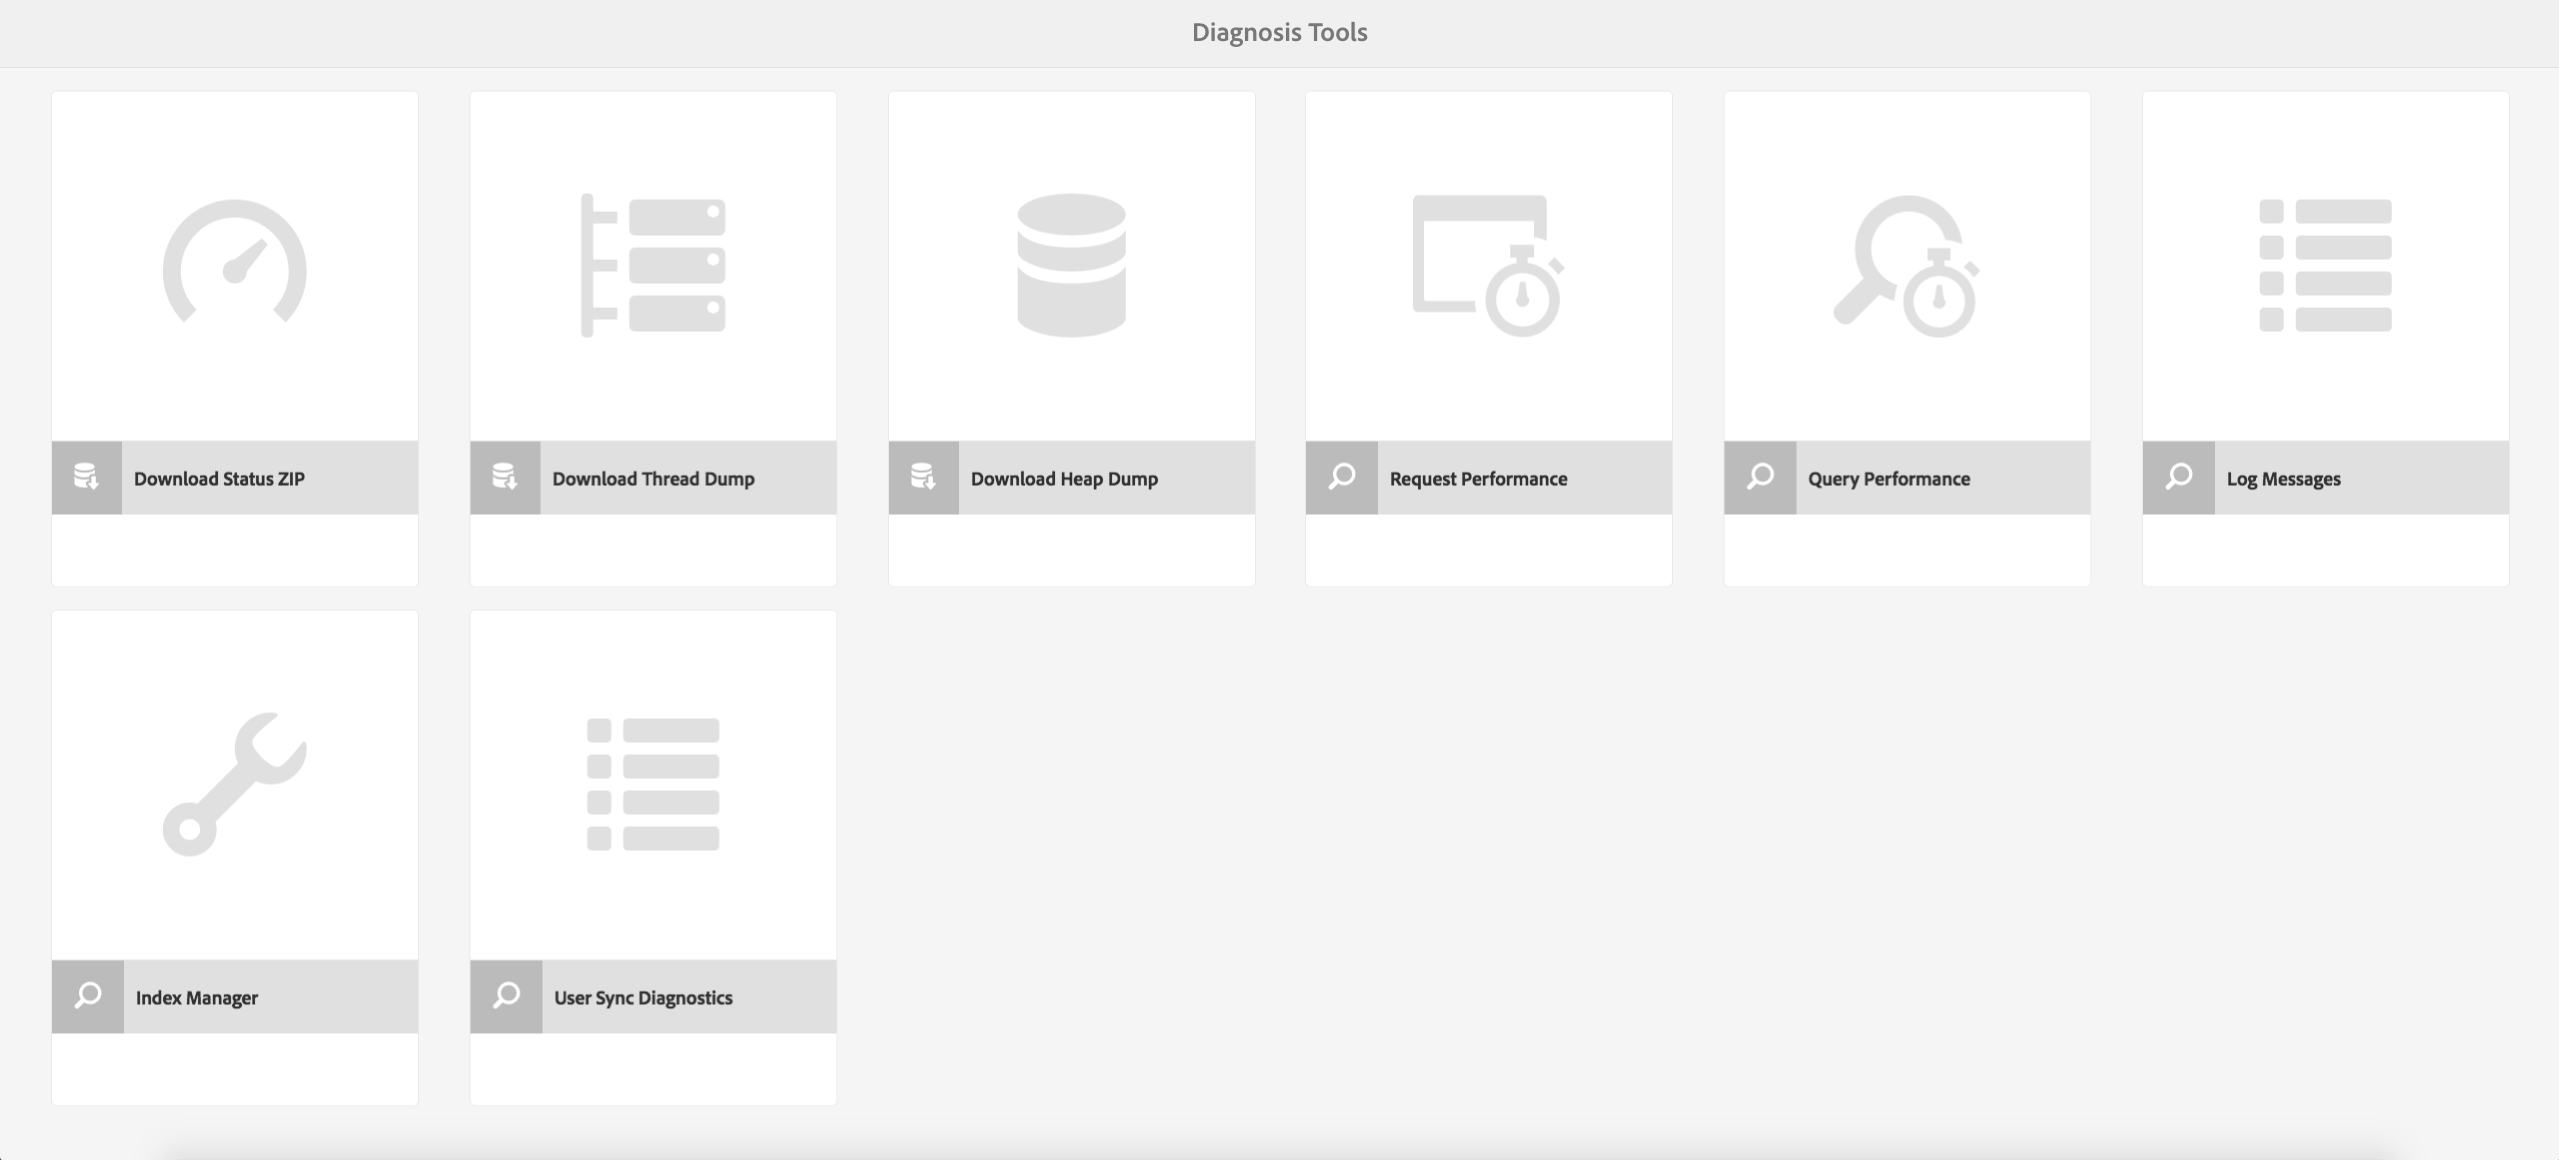 Diagnosis Tools
Download Status ZIP
Download Thread Dump
Download Heap Dump
Request Performance
Query Performance
Log Messages
Index Manager
User Sync Diagnostics